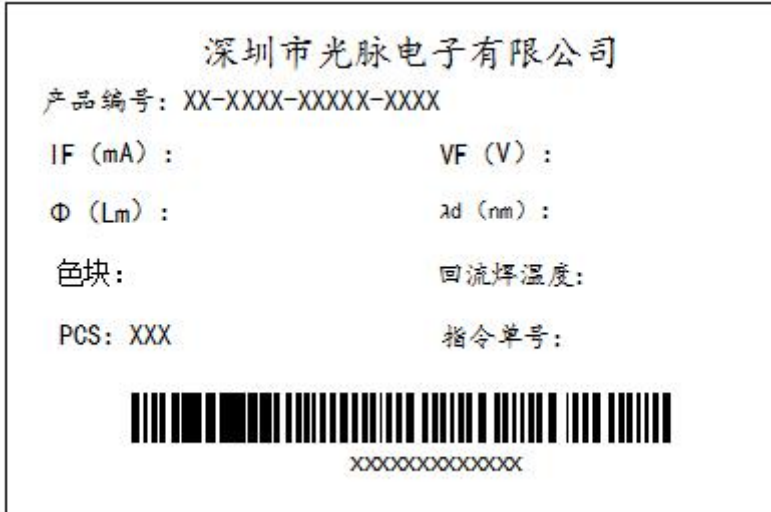 深圳市光脉电子有限公司
产品编号: XX-XXXX-XXXXX-XXXX
IF (mA) : VF (V) :
Φ (Lm) : λd (nm) :
色块: 回流焊温度:
PCS: XXX 指令单号:
XXXXXXXXXXXXX